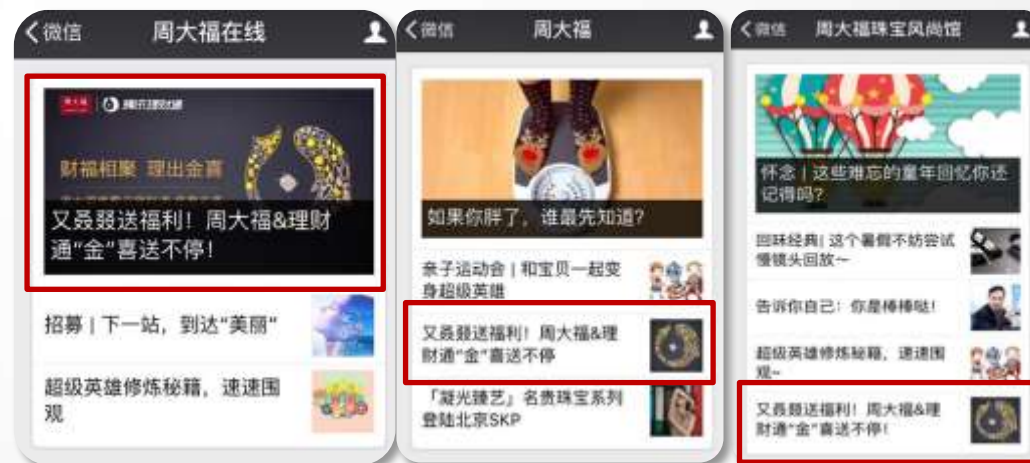 微信
周大福在线
财福相聚 理出金喜
又叒叕送福利！周大福&理财
通“金”喜送不停！
招募 | 下一站，到达“美丽”
超级英雄修炼秘籍，速速围
观
微信
周大福
如果你胖了，谁最先知道？
亲子运动会 | 和宝贝一起变
身超级英雄
又叒叕送福利！周大福&理
财通“金”喜送不停
「凝光臻艺」名贵珠宝系列
登陆北京SKP
微信
周大福珠宝风尚馆
怀念 | 这些难忘的童年回忆你还
记得吗？
回味经典| 这个暑假不妨尝试
慢镜头回放～
告诉你自己：你是棒棒哒！
超级英雄修炼秘籍，速速围
观~
又叒叕送福利！周大福&理
财通“金”喜送不停！